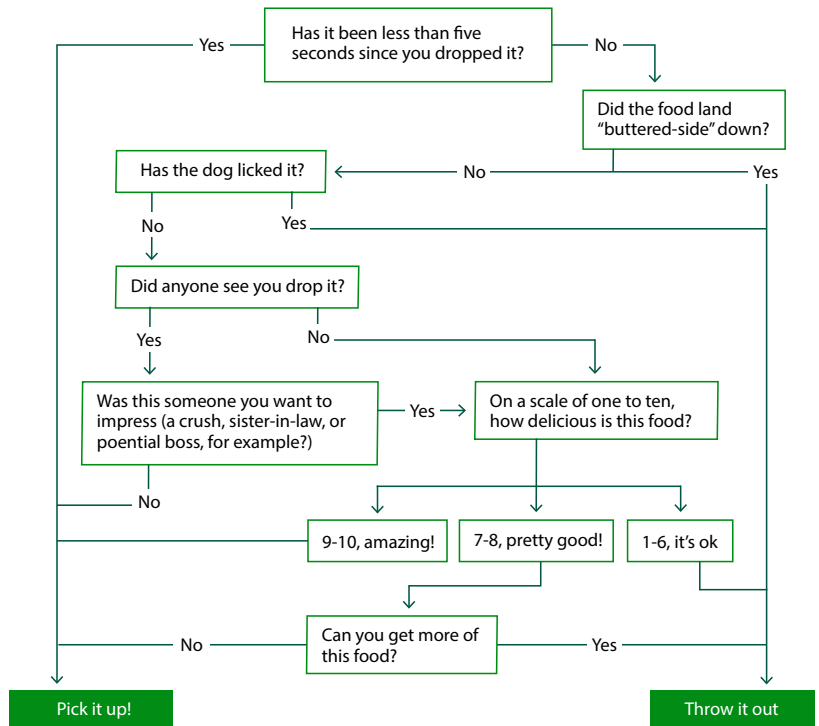 Has it been less than five
seconds since you dropped it?
Yes
No
Did the food land
“buttered-side” down?
Has the dog licked it?
No
Yes
No
Yes
Did anyone see you drop it?
Yes
No
Was this someone you want to
impress (a crush, sister-in-law, or
poential boss, for example?)
Yes
On a scale of one to ten,
how delicious is this food?
No
9-10, amazing!
7-8, pretty good!
1-6, it’s ok
No
Can you get more of
this food?
Yes
Pick it up!
Throw it out